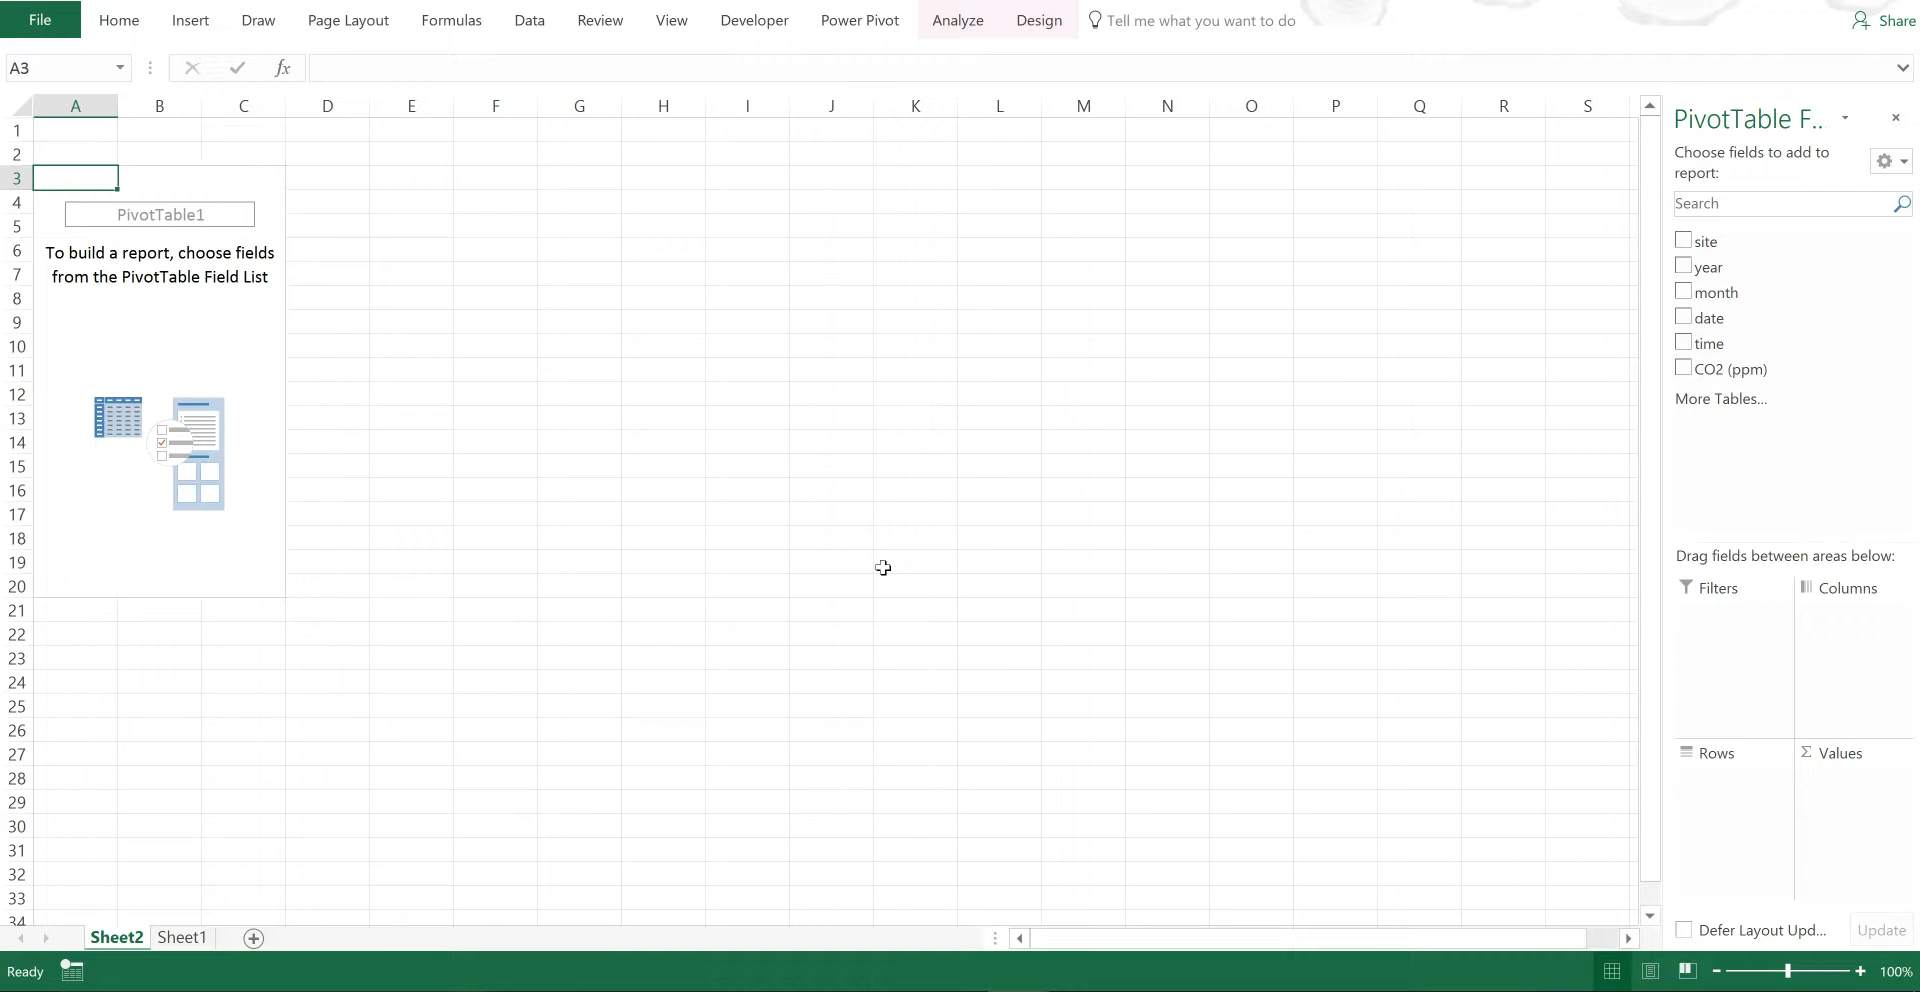 File Home Insert Draw Page Layout Formulas Data Review View Developer Power Pivot Analyze Design Tell me what you want to do Share
A3 fx
A B C D E F G H I J K L M N O P Q R S
1
2
3
4
5
6
7
8
9
10
11
12
13
14
15
16
17
18
19
20
21
22
23
24
25
26
27
28
29
30
31
32
33
34
PivotTable1
To build a report, choose fields
from the PivotTable Field List
PivotTable F..
Choose fields to add to
report:
Search
site
year
month
date
time
CO2 (ppm)
More Tables...
Drag fields between areas below:
Filters Columns
Rows Σ Values
Defer Layout Upd... Update
Sheet2 Sheet1
Ready 100%